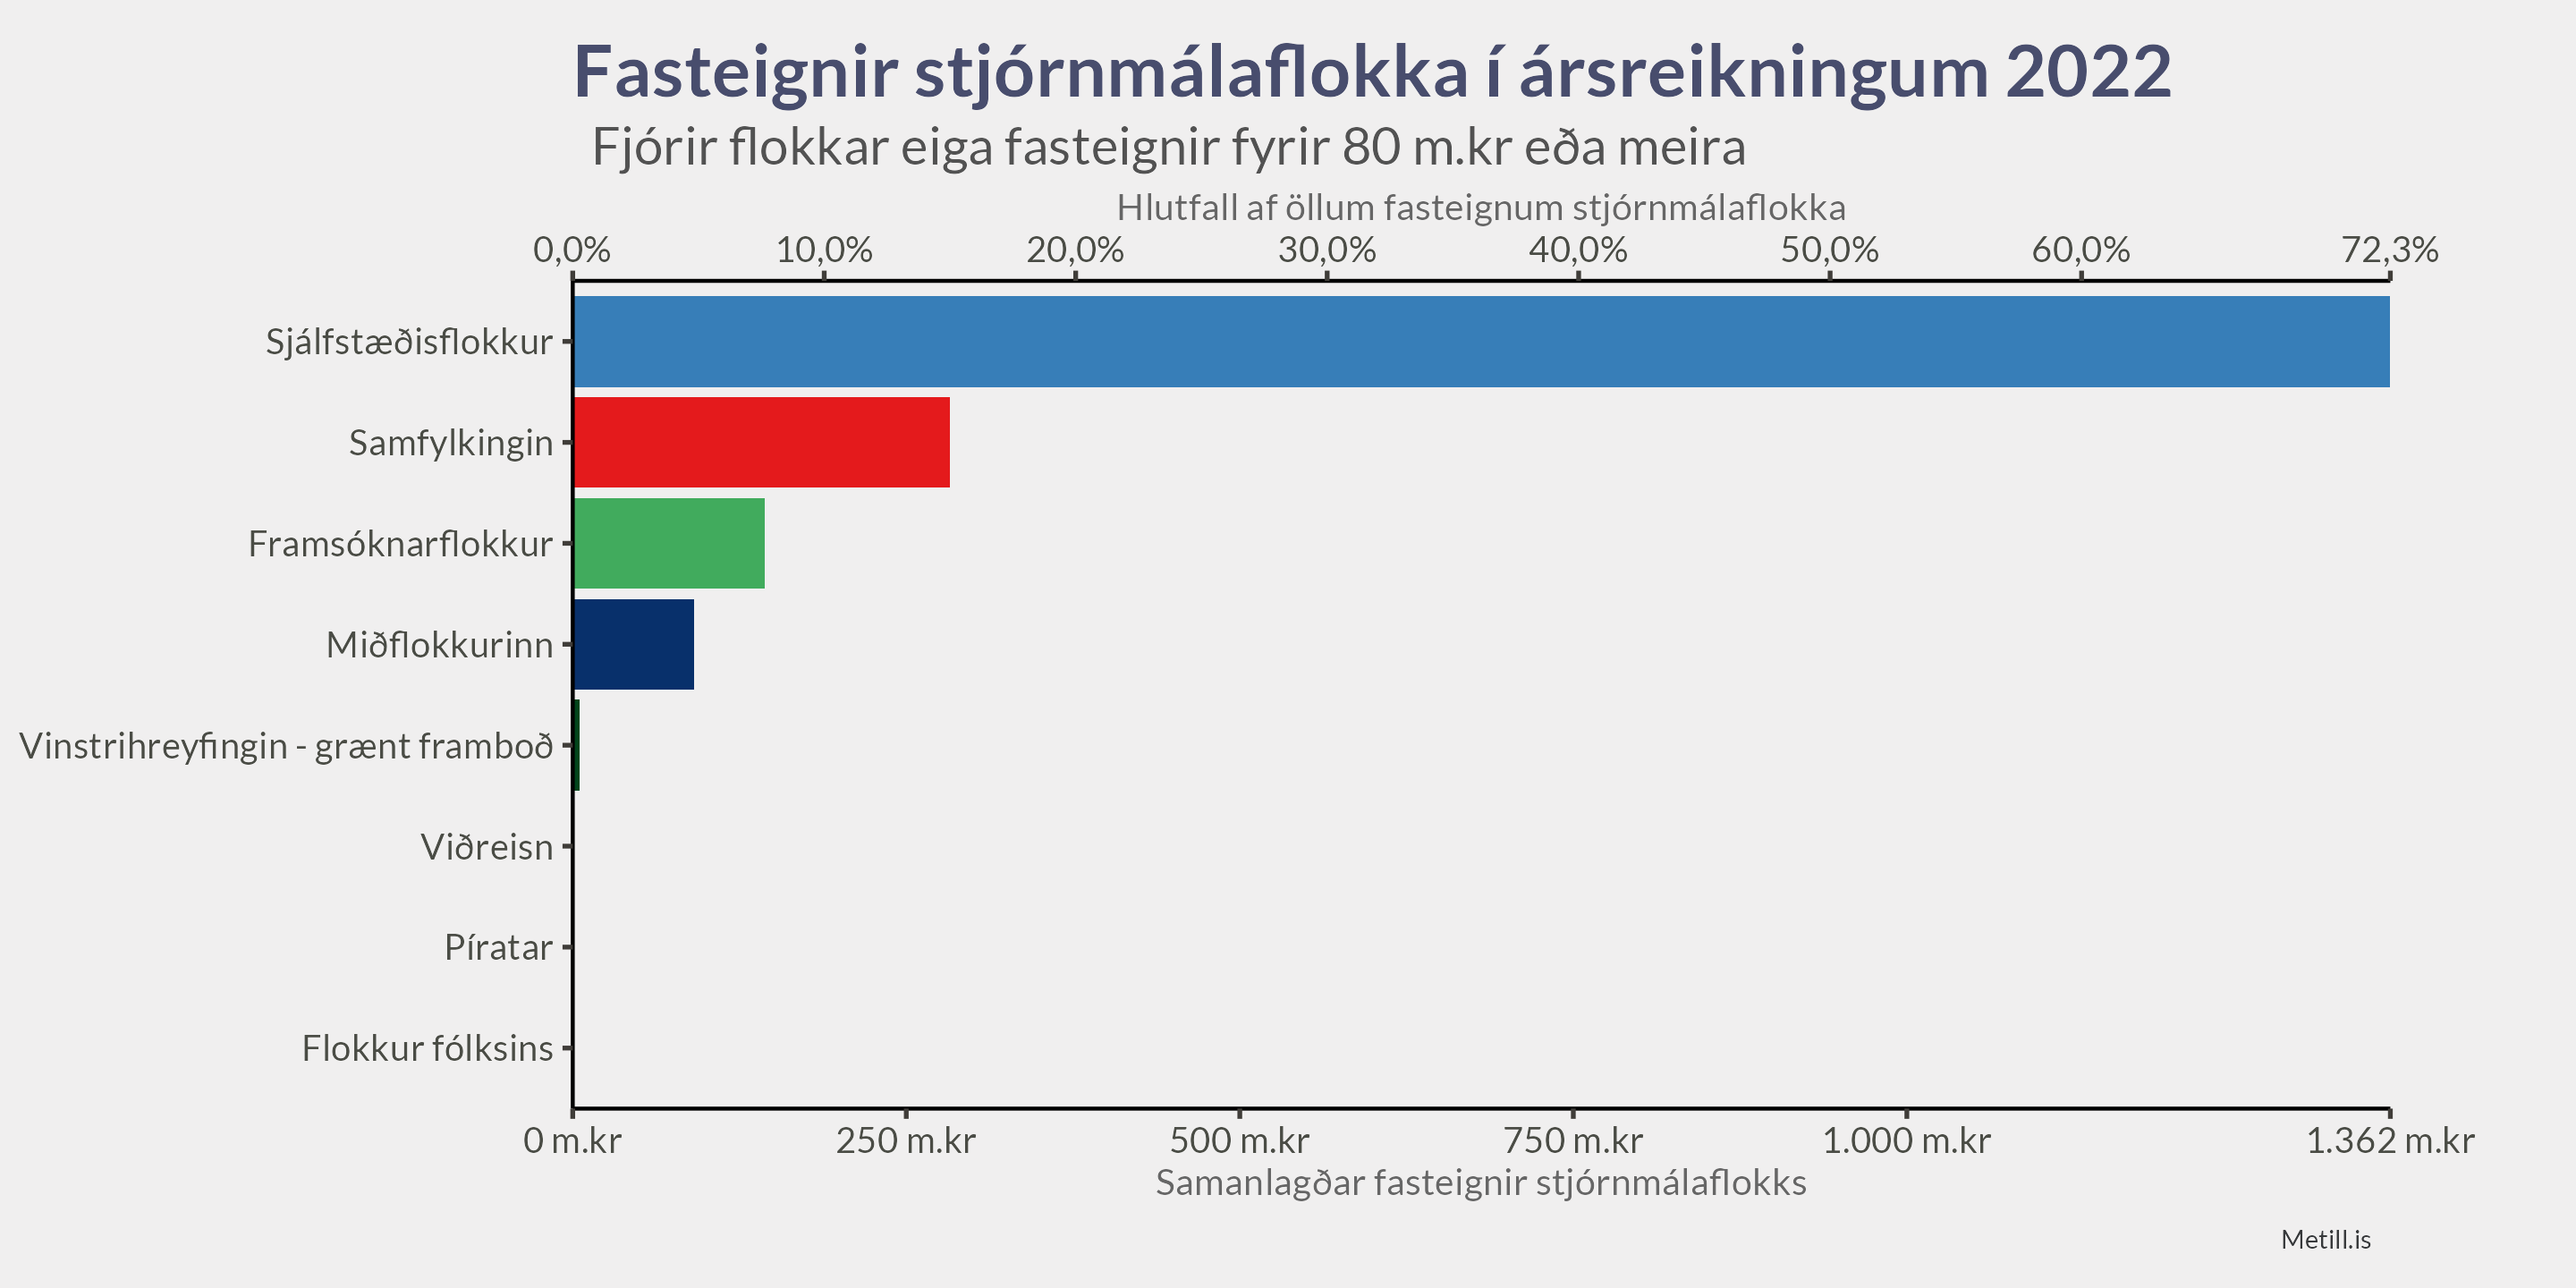 Fasteignir stjórnmálaflokka í ársreikningum 2022
Fjórir flokkar eiga fasteignir fyrir 80 m.kr eða meira
Hlutfall af öllum fasteignum stjórnmálaflokka
0,0% 10,0% 20,0% 30,0% 40,0% 50,0% 60,0% 72,3%
Sjálfstæðisflokkur
Samfylkingin
Framsóknarflokkur
Miðflokkurinn
Vinstrihreyfingin - grænt framboð
Viðreisn
Píratar
Flokkur fólksins
0 m.kr 250 m.kr 500 m.kr 750 m.kr 1.000 m.kr 1.362 m.kr
Samanlagðar fasteignir stjórnmálaflokks
Metill.is